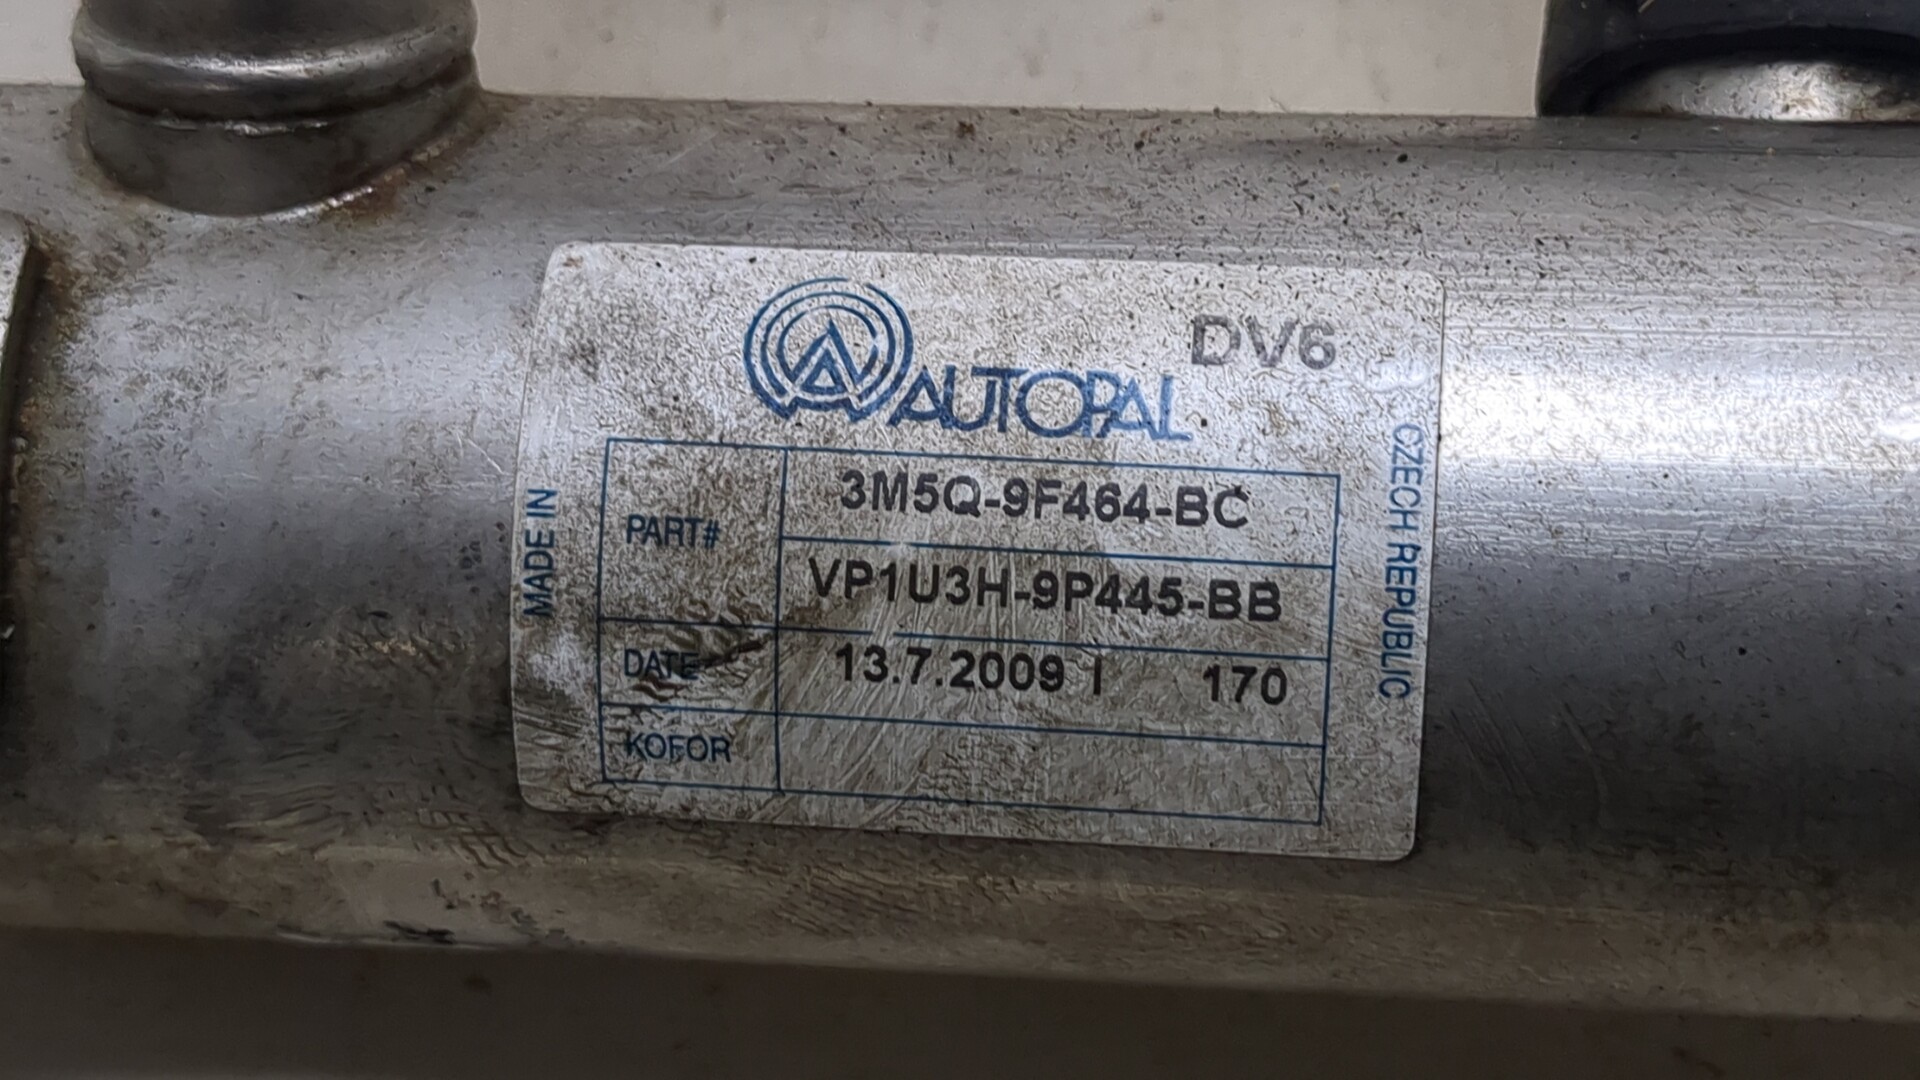 DV6
AUTOPAL
MADE IN
CZECH REPUBLIC
PART#
3M5Q-9F464-BC
VP1U3H-9P445-BB
DATE 13.7.2009 I 170
KOFOR